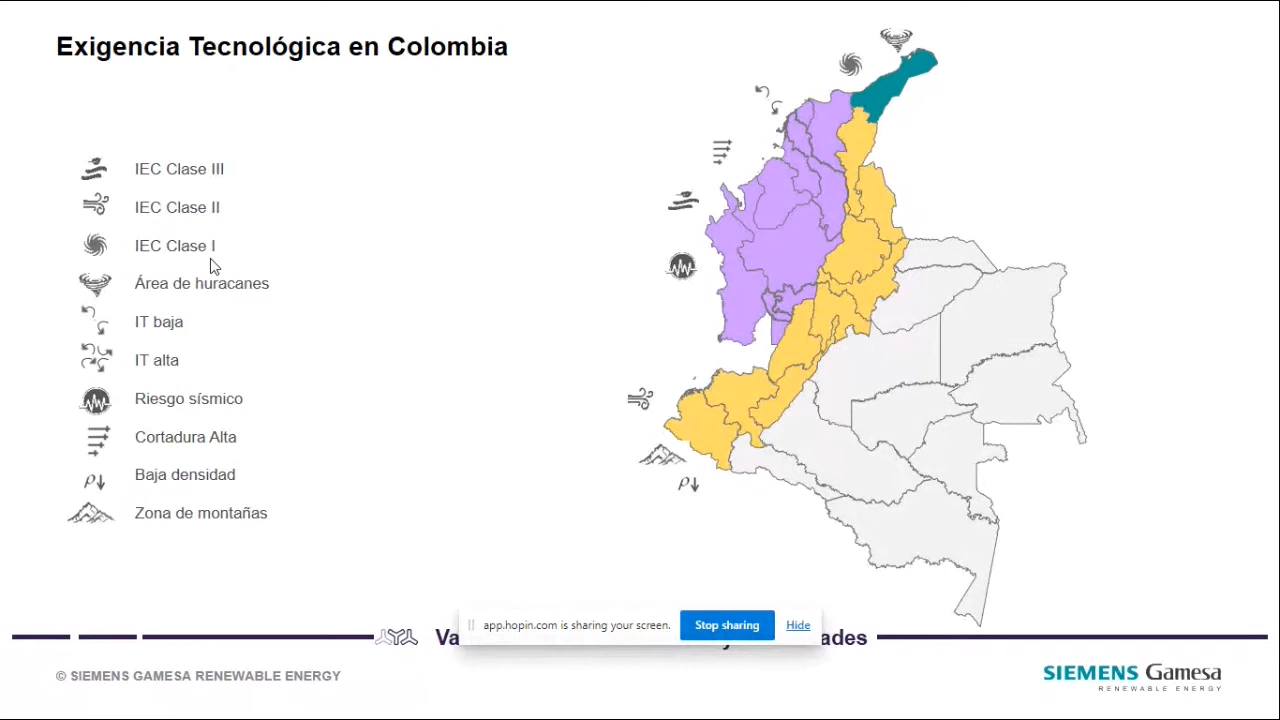 Exigencia Tecnológica en Colombia
IEC Clase III
IEC Clase II
IEC Clase I
Área de huracanes
IT baja
IT alta
Riesgo sísmico
Cortadura Alta
ρ↓ Baja densidad
Zona de montañas
ρ↓
app.hopin.com is sharing your screen. Stop sharing Hide
© SIEMENS GAMESA RENEWABLE ENERGY
SIEMENS Gamesa
RENEWABLE ENERGY